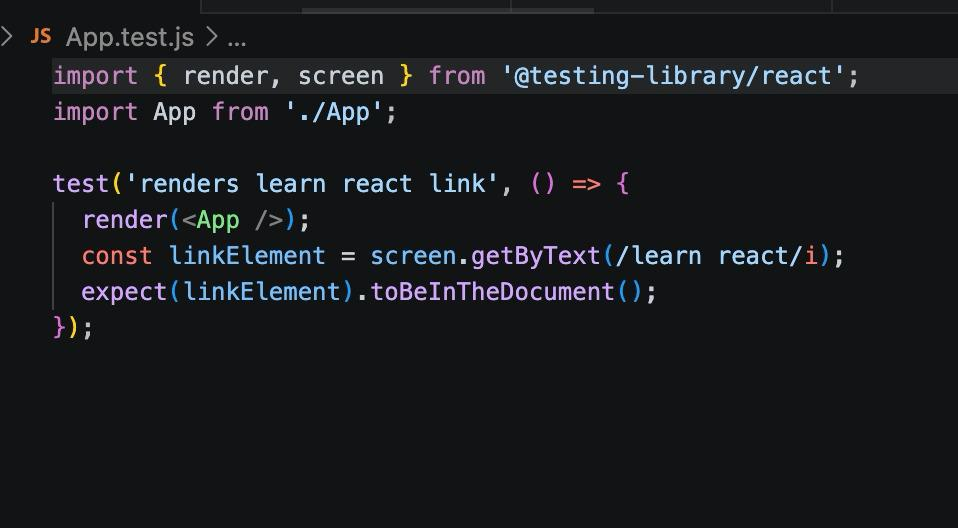 JS App.test.js > ...
import { render, screen } from '@testing-library/react';
import App from './App';
test('renders learn react link', () => {
  render(<App />);
  const linkElement = screen.getByText(/learn react/i);
  expect(linkElement).toBeInTheDocument();
});